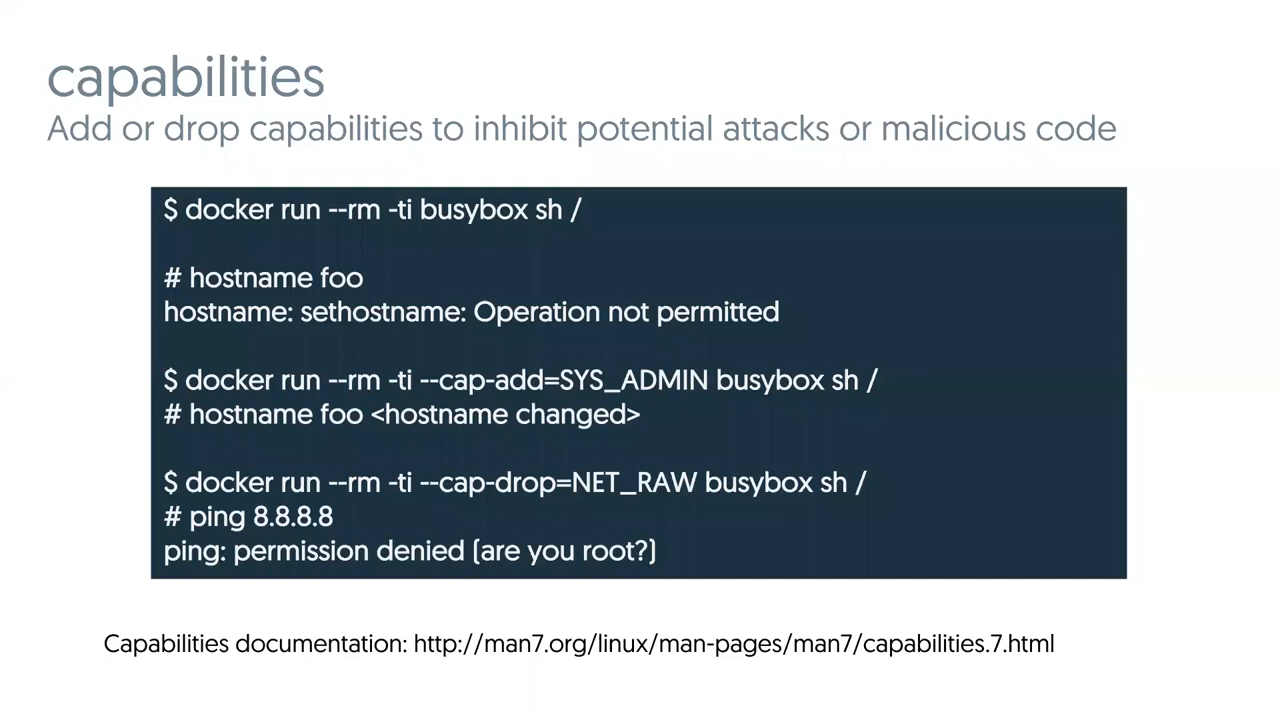 capabilities
Add or drop capabilities to inhibit potential attacks or malicious code
$ docker run --rm -ti busybox sh /
# hostname foo
hostname: sethostname: Operation not permitted
$ docker run --rm -ti --cap-add=SYS_ADMIN busybox sh /
# hostname foo <hostname changed>
$ docker run --rm -ti --cap-drop=NET_RAW busybox sh /
# ping 8.8.8.8
ping: permission denied (are you root?)
Capabilities documentation: http://man7.org/linux/man-pages/man7/capabilities.7.html